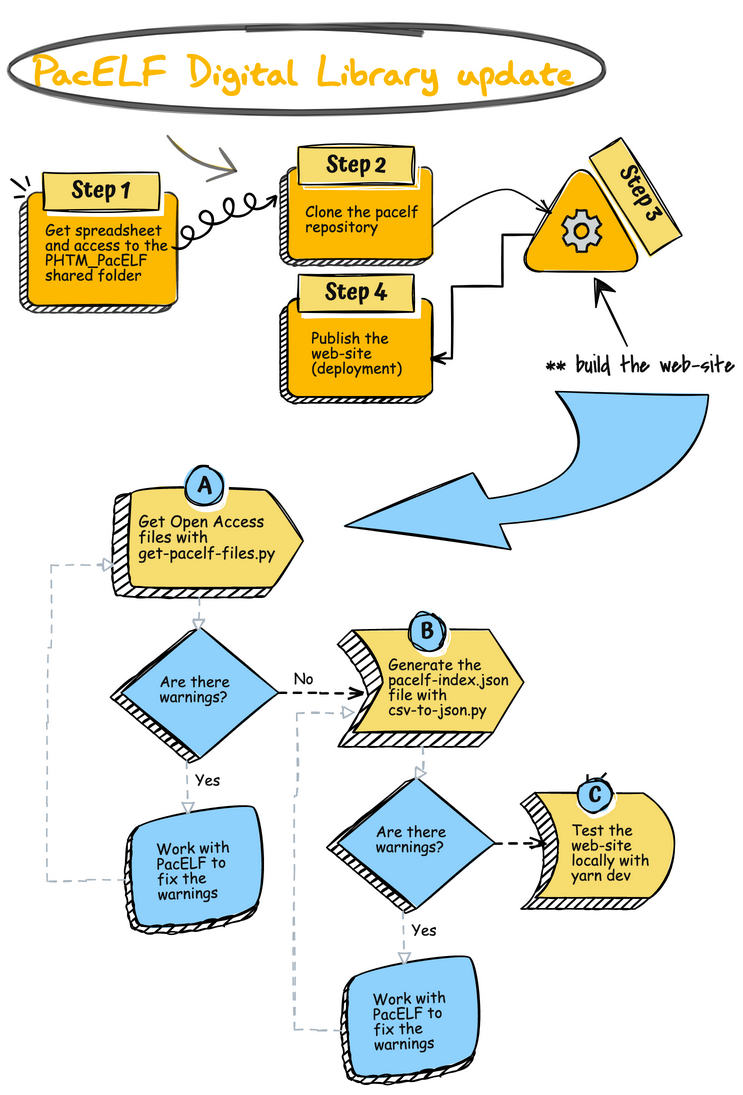 PacELF Digital Library update
Step 1
Get spreadsheet
and access to the
PHTM_PacELF
shared folder
Step 2
Clone the pacelf
repository
Step 3
** build the web-site
Step 4
Publish the
web-site
(deployment)
A
Get Open Access
files with
get-pacelf-files.py
Are there
warnings?
No
Yes
Work with
PacELF to
fix the
warnings
B
Generate the
pacelf-index.json
file with
csv-to-json.py
Are there
warnings?
Yes
Work with
PacELF to
fix the
warnings
C
Test the
web-site
locally with
yarn dev